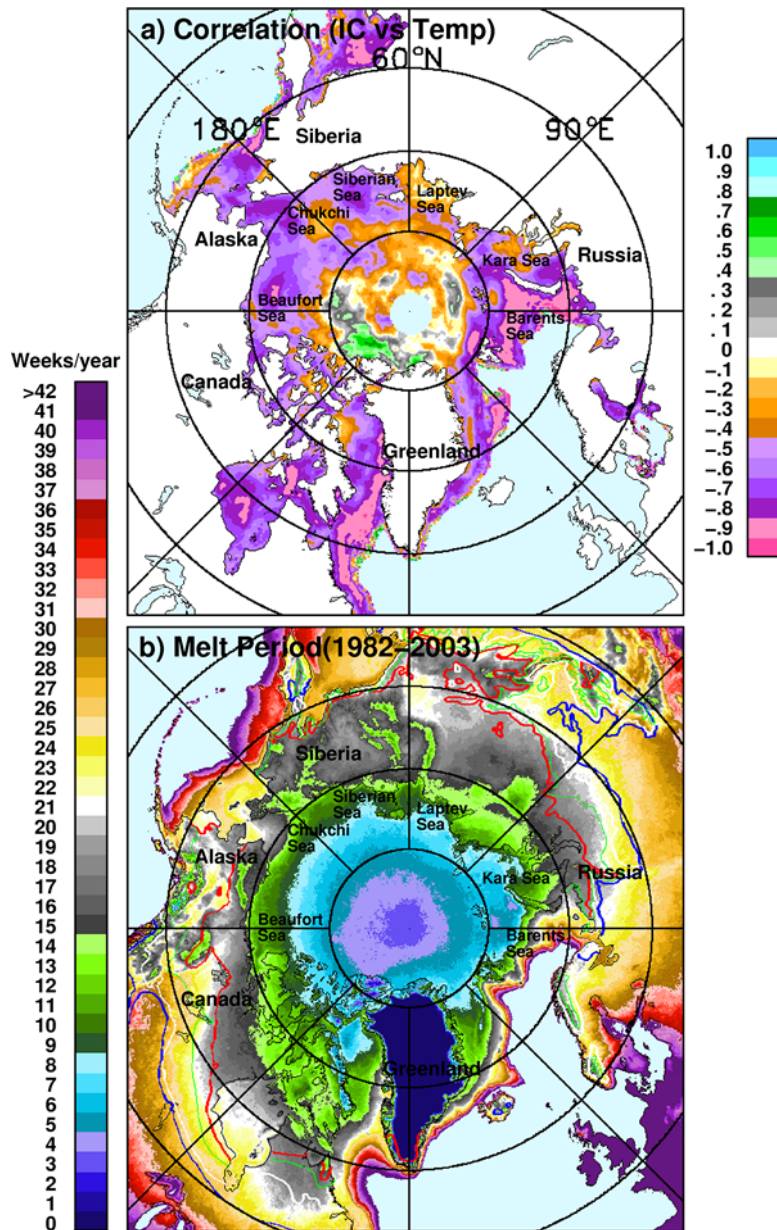 a) Correlation (IC vs Temp)
60°N
180°E
90°E
Siberia
Siberian
Sea
Laptev
Sea
Chukchi
Sea
Alaska
Kara Sea
Russia
Beaufort
Sea
Barents
Sea
Canada
Greenland
1.0
.9
.8
.7
.6
.5
.4
.3
.2
.1
0
-.1
-.2
-.3
-.4
-.5
-.6
-.7
-.8
-.9
-1.0
Weeks/year
>42
41
40
39
38
37
36
35
34
33
32
31
30
29
28
27
26
25
24
23
22
21
20
19
18
17
16
15
14
13
12
11
10
9
8
7
6
5
4
3
2
1
0
b) Melt Period(1982-2003)
Siberia
Siberian
Sea
Laptev
Sea
Chukchi
Sea
Alaska
Kara Sea
Russia
Beaufort
Sea
Barents
Sea
Canada
Greenland